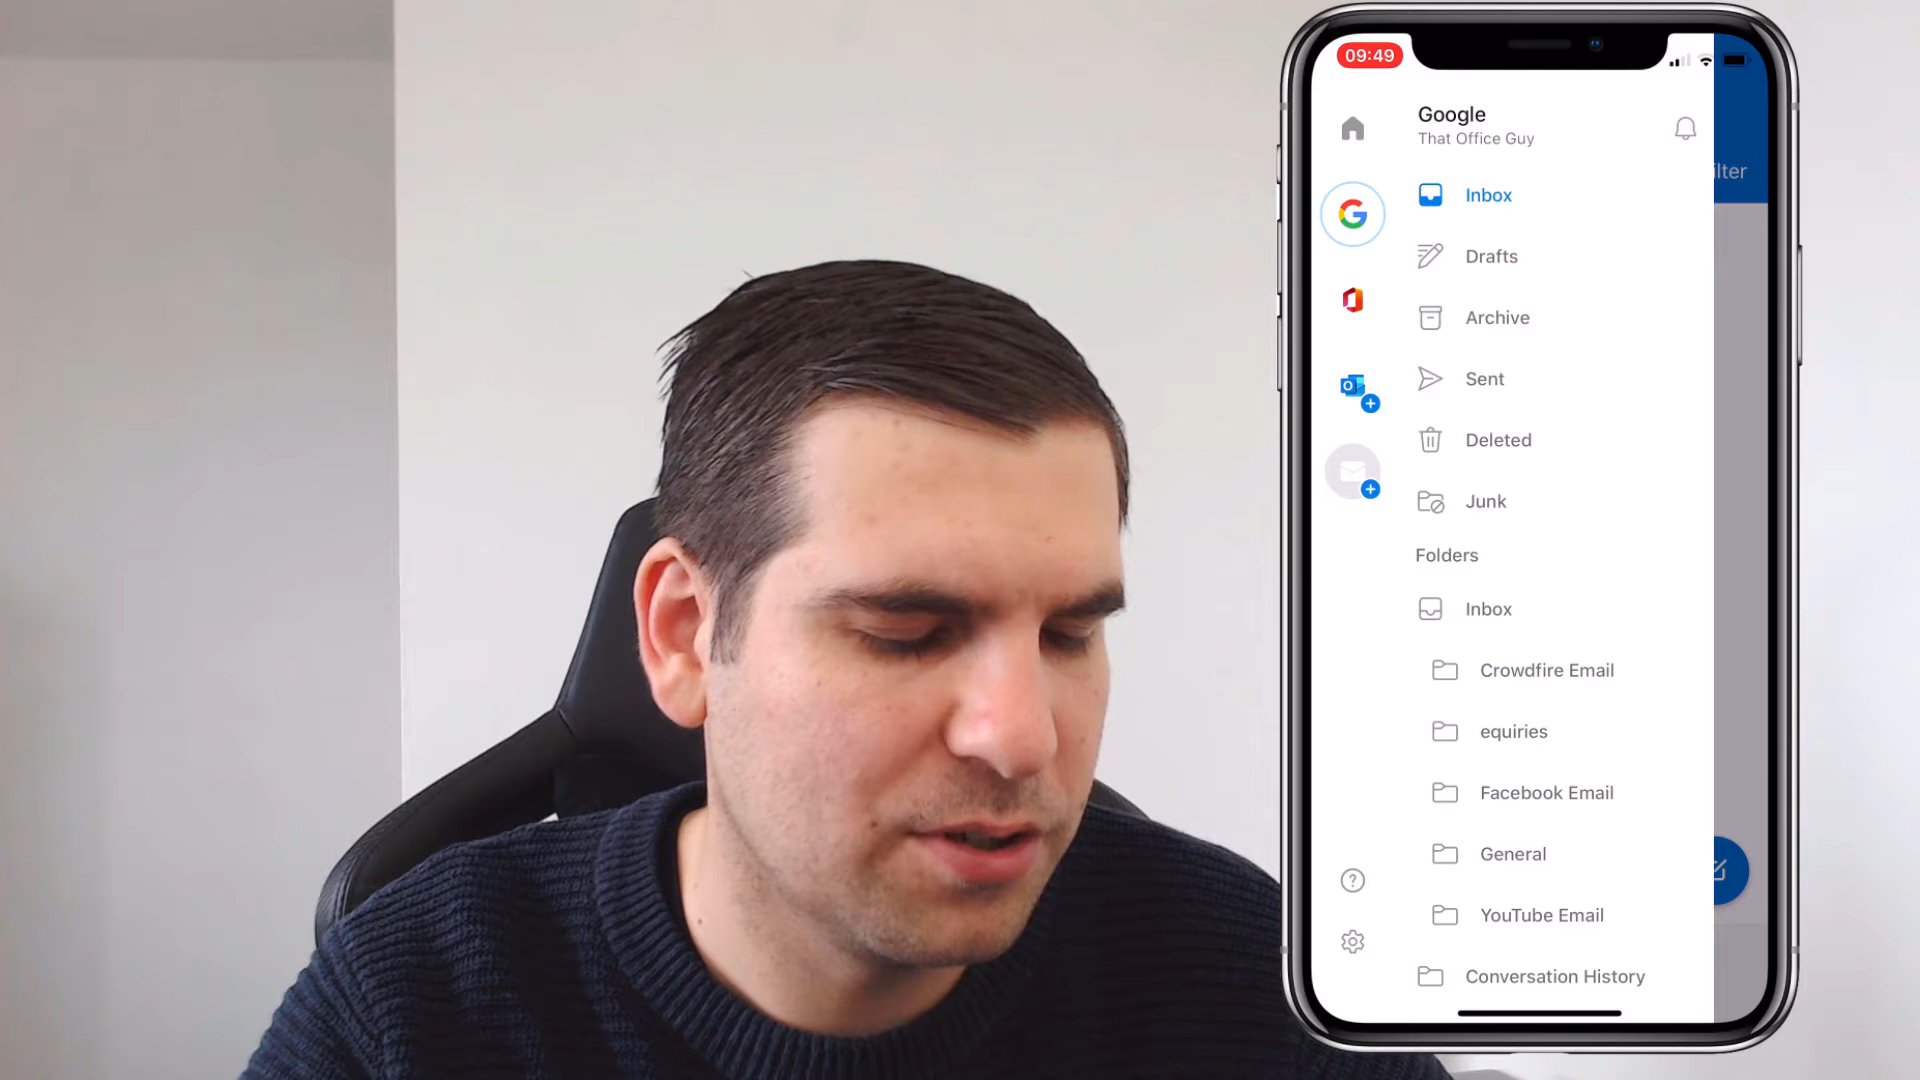 09:49
Google
That Office Guy
ilter
Inbox
Drafts
Archive
Sent
Deleted
Junk
Folders
Inbox
Crowdfire Email
equiries
Facebook Email
General
YouTube Email
Conversation History